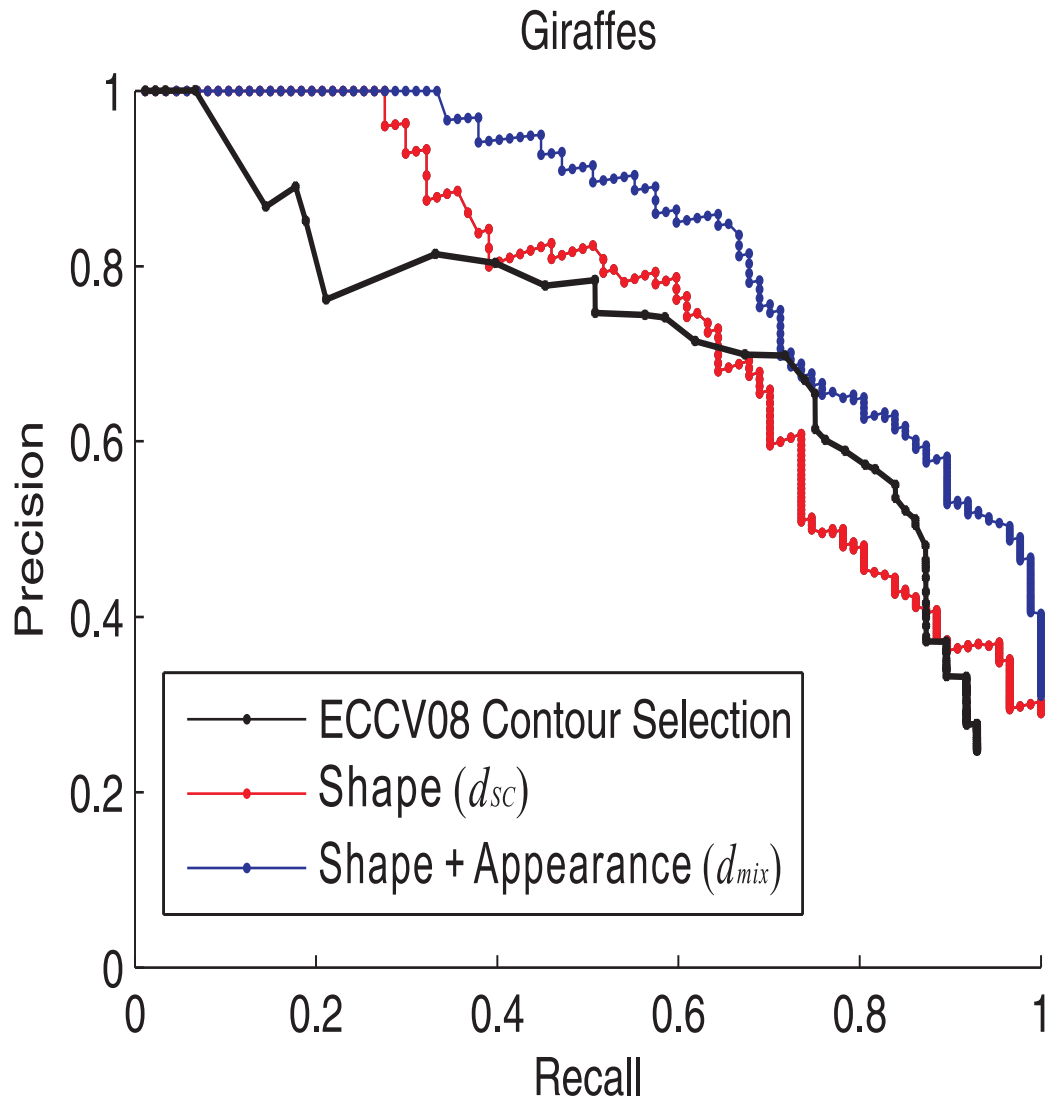 Giraffes
1
0.8
0.6
0.4
0.2
0
Precision
ECCV08 Contour Selection
Shape (dSC)
Shape + Appearance (dmix)
0 0.2 0.4 0.6 0.8 1
Recall